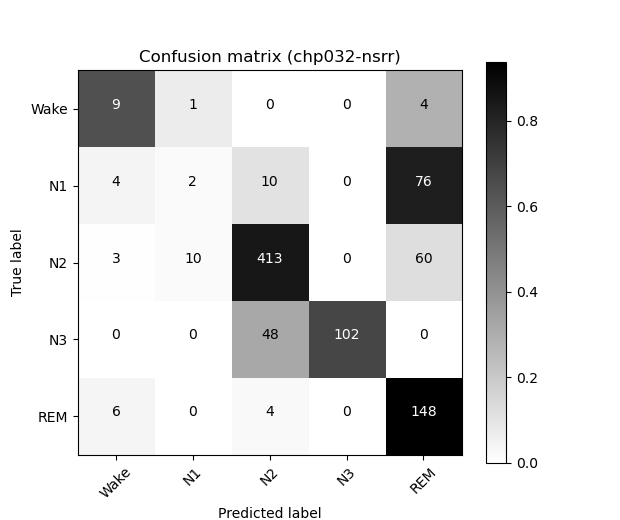 Confusion matrix (chp032-nsrr)
Wake 9 1 0 0 4
N1 4 2 10 0 76
N2 3 10 413 0 60
N3 0 0 48 102 0
REM 6 0 4 0 148
Wake N1 N2 N3 REM
Predicted label
True label
0.8
0.6
0.4
0.2
0.0